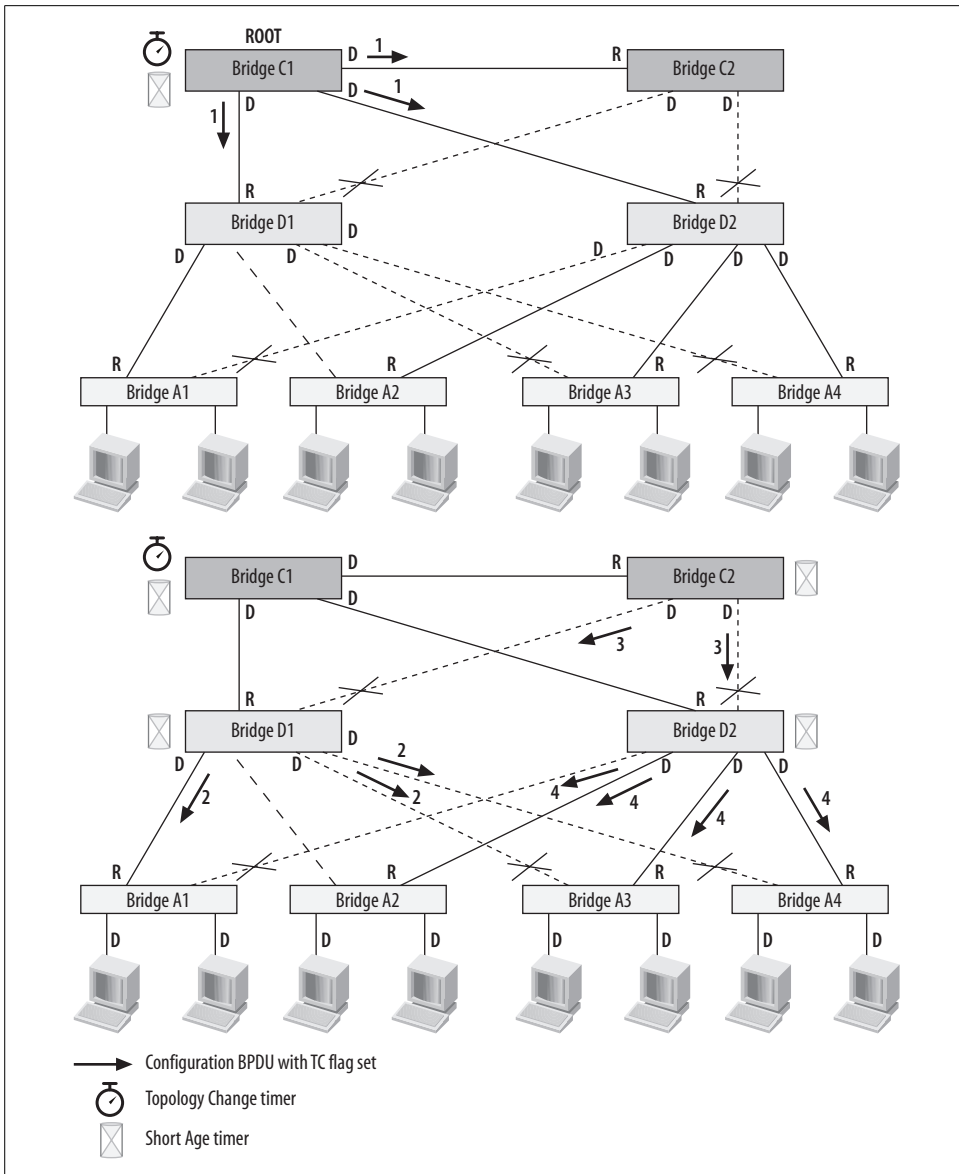 ROOT
Bridge C1
Bridge C2
D 1
R
D 1
D
D D
1
R
R
Bridge D1
Bridge D2
D
D
D
D
D
D
D
R
R
R
R
Bridge A1
Bridge A2
Bridge A3
Bridge A4
Bridge C1
Bridge C2
D
R
D
D
D D
3
3
R
R
Bridge D1
Bridge D2
D
D
D
D
D
D
2
2
2
4
4
4
4
R
R
R
R
Bridge A1
Bridge A2
Bridge A3
Bridge A4
D D D D D D D D
Configuration BPDU with TC flag set
Topology Change timer
Short Age timer